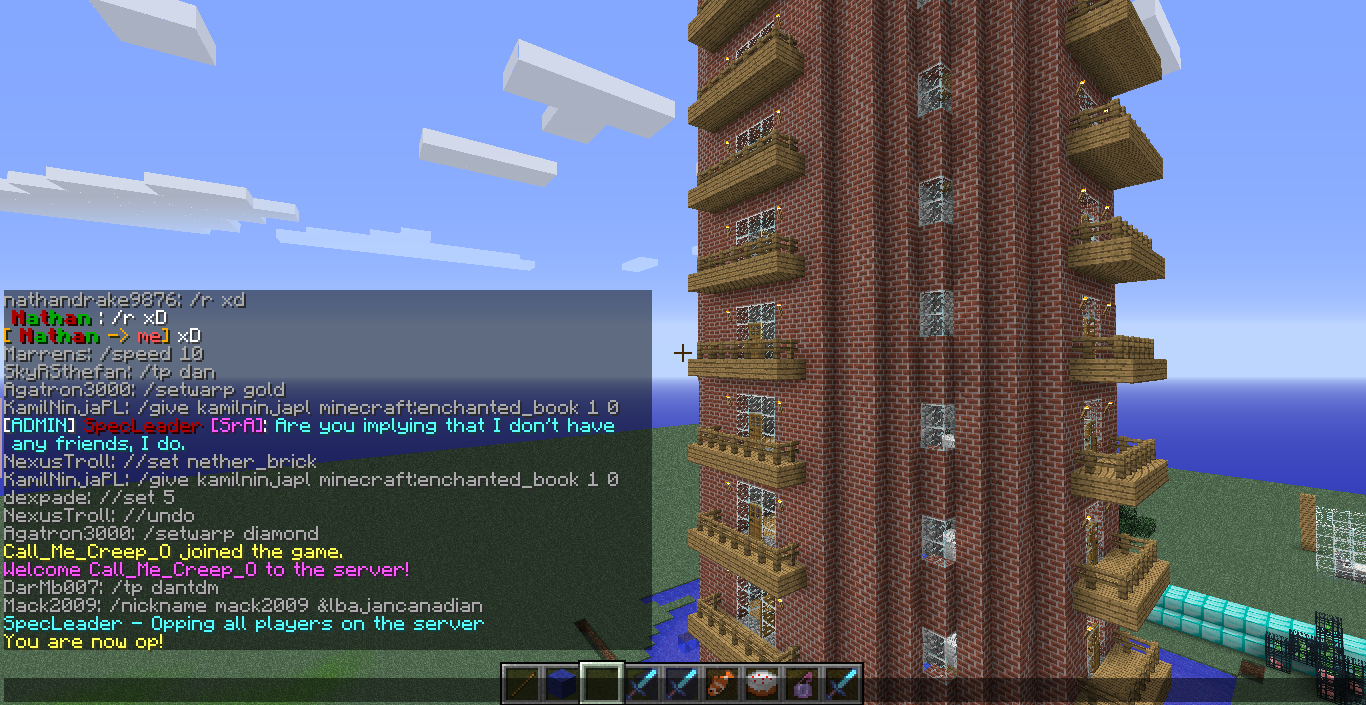 nathandrake9876: /r xd
Nathan : /r xD
[ Nathan -> me] xD
Marrens: /speed 10
SkyASthefan: /tp dan
Agatron3000: /setwarp gold
KamilNinjaPL: /give kamilninjapl minecraft:enchanted_book 1 0
[ADMIN] SpecLeader [SrA]: Are you implying that I don't have
any friends, I do.
NexusTroll: //set nether_brick
KamilNinjaPL: /give kamilninjapl minecraft:enchanted_book 1 0
dexpade: //set 5
NexusTroll: //undo
Agatron3000: /setwarp diamond
Call_Me_Creep_O joined the game.
Welcome Call_Me_Creep_O to the server!
DarMb007: /tp dantdm
Mack2009: /nickname mack2009 &lbajancanadian
SpecLeader - Opping all players on the server
You are now op!